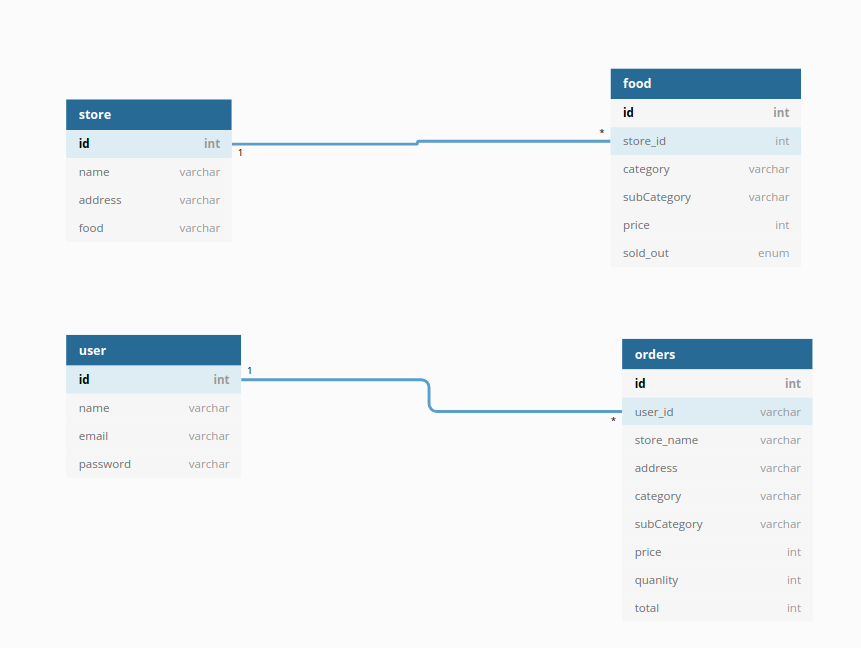 store
id int
name varchar
address varchar
food varchar
1
*
food
id int
store_id int
category varchar
subCategory varchar
price int
sold_out enum
user
id int
name varchar
email varchar
password varchar
1
*
orders
id int
user_id varchar
store_name varchar
address varchar
category varchar
subCategory varchar
price int
quanlity int
total int